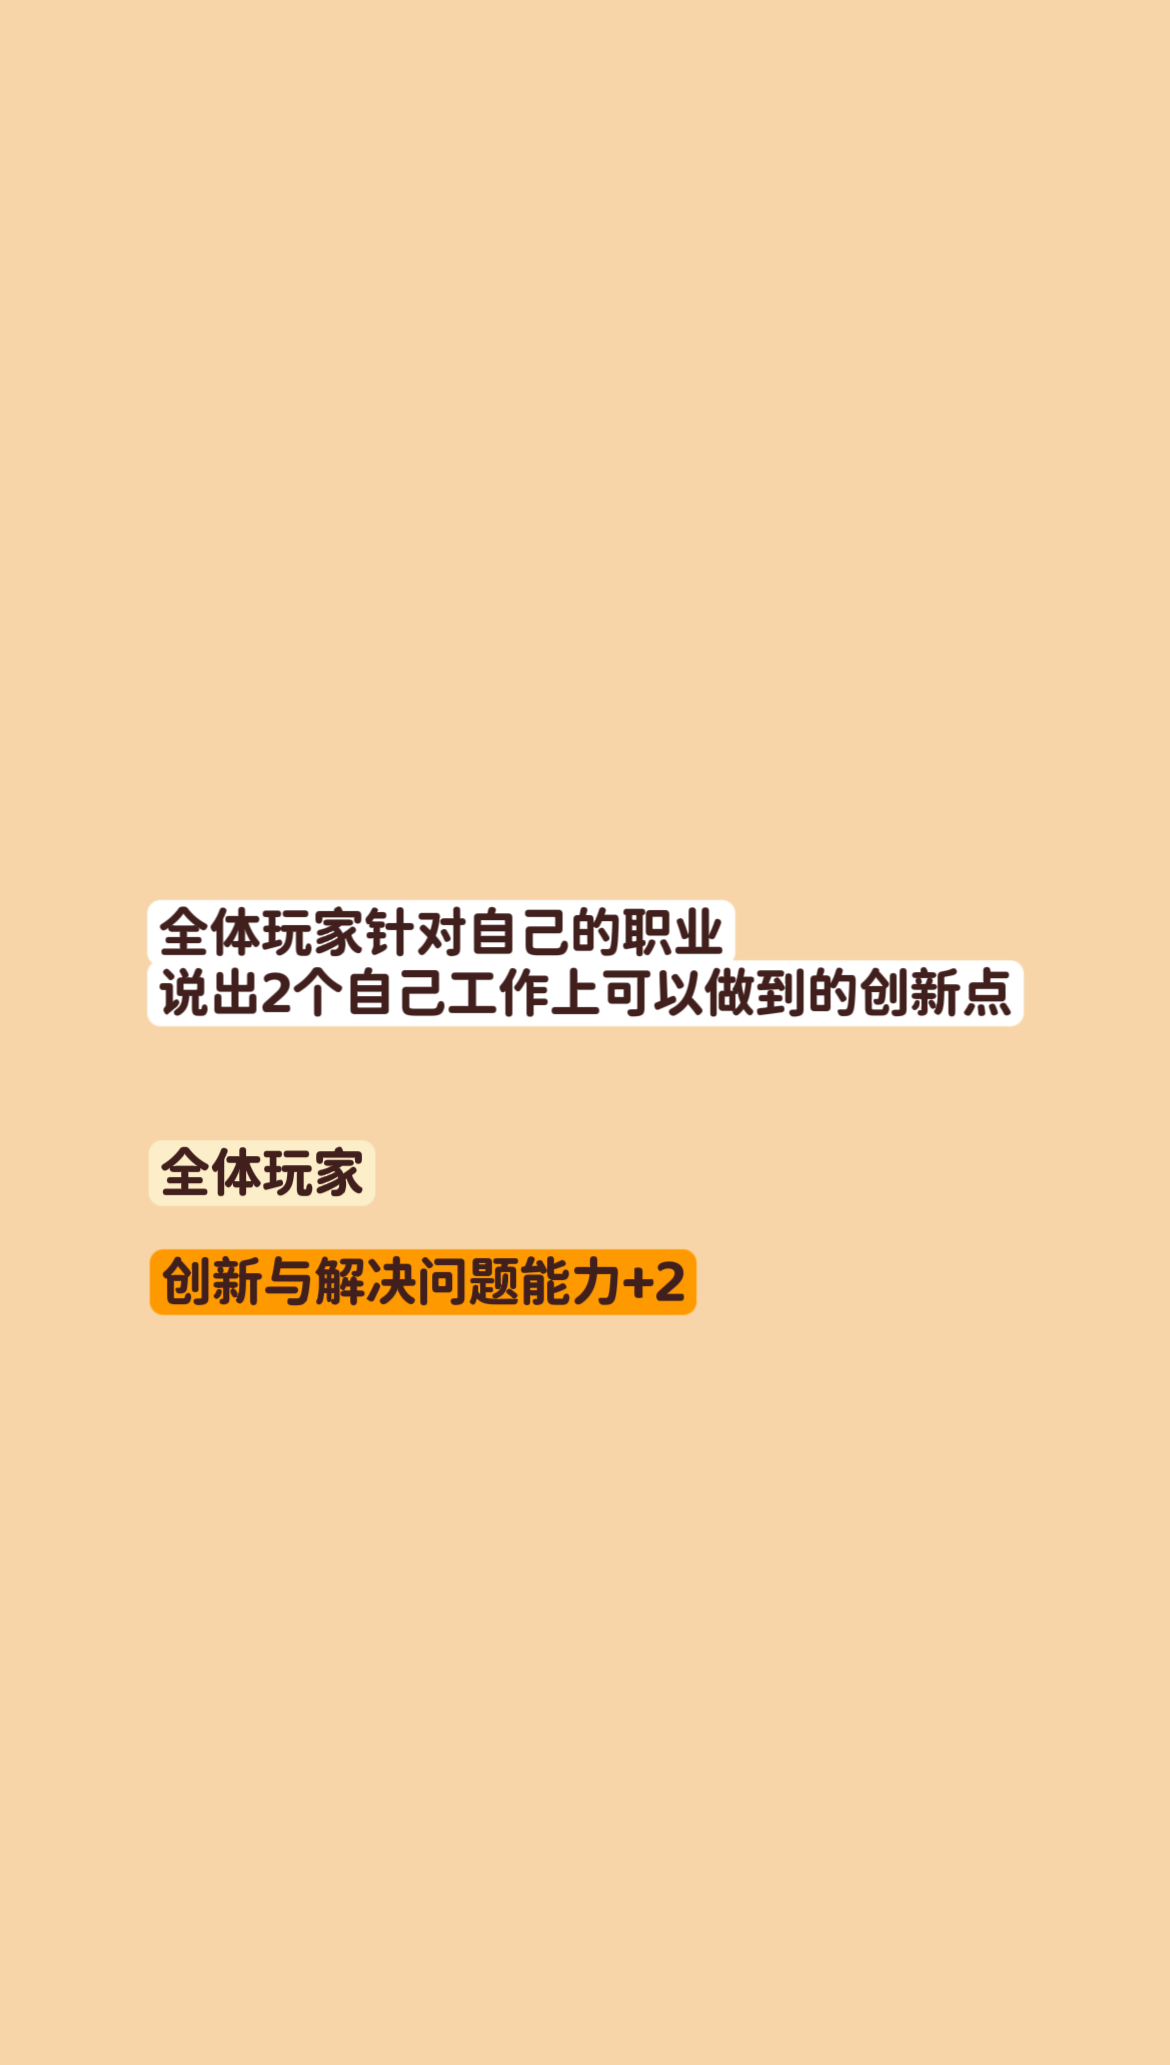 全体玩家针对自己的职业
说出2个自己工作上可以做到的创新点
全体玩家
创新与解决问题能力+2